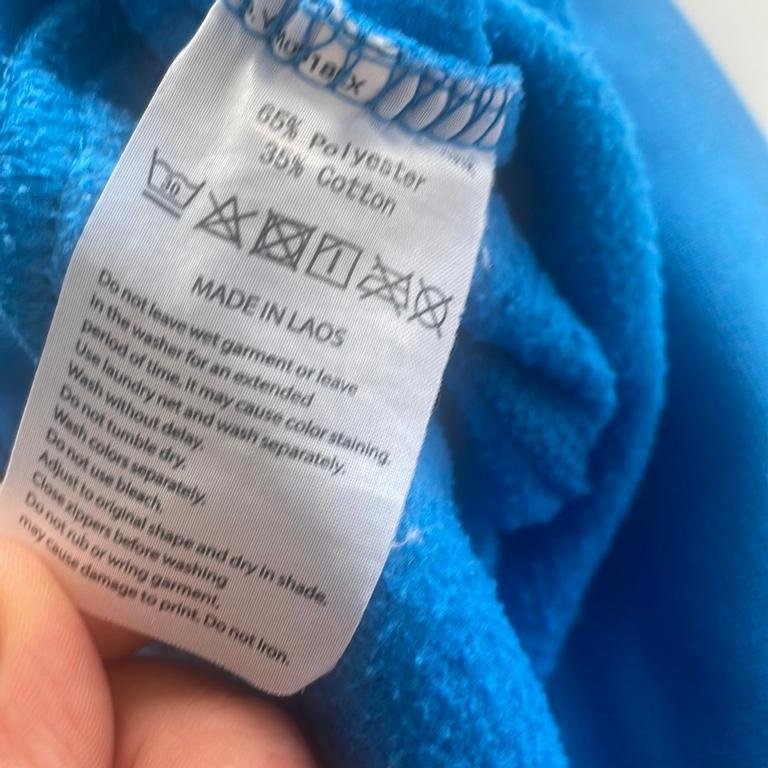 65% Polyester
35% Cotton
30
MADE IN LAOS
Do not leave wet garment or leave
In the washer for an extended
period of time. It may cause color staining.
Use laundry net and wash separately.
Wash without delay.
Do not tumble dry.
Wash colors separately.
Do not use bleach.
Adjust to original shape and dry in shade.
Close zippers before washing
Do not rub or wring garment,
may cause damage to print. Do not Iron.